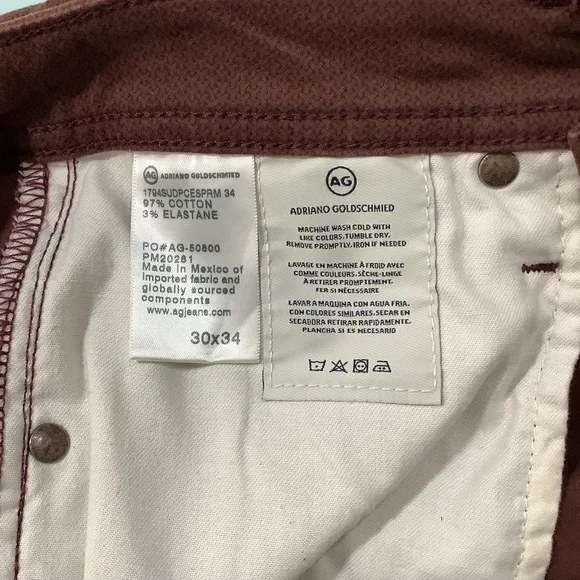 AG ADRIANO GOLDSCHMIED
1794SUDPCESPRM 34
97% COTTON
3% ELASTANE
PO#AG-50800
PM20281
Made in Mexico of
imported fabric and
globally sourced
components
www.agjeans.com
30x34
AG
ADRIANO GOLDSCHMIED
MACHINE WASH COLD WITH
LIKE COLORS, TUMBLE DRY,
REMOVE PROMPTLY, IRON IF NEEDED
LAVAGE EN MACHINE À FROID AVEC
COMME COULEURS. SÈCHE-LINGE
À RETIRER PROMPTEMENT.
FER SI NÉCESSAIRE
LAVAR A MAQUINA CON AGUA FRIA.
CON COLORES SIMILARES. SECAR EN
SECADORA RETIRAR RAPIDAMENTE.
PLANCHA SI ES NECESARIO